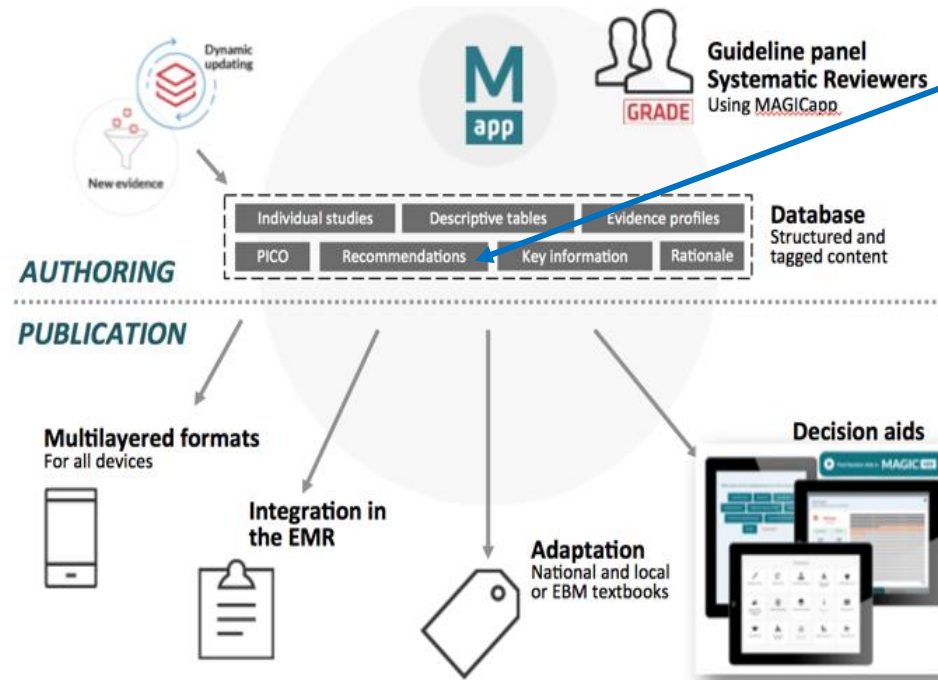 Dynamic
updating
New evidence
M
app
GRADE
Guideline panel
Systematic Reviewers
Using MAGICapp
Individual studies
Descriptive tables
Evidence profiles
PICO
Recommendations
Key information
Rationale
Database
Structured and
tagged content
AUTHORING
PUBLICATION
Multilayered formats
For all devices
Integration in
the EMR
Adaptation
National and local
or EBM textbooks
Decision aids
MAGIC